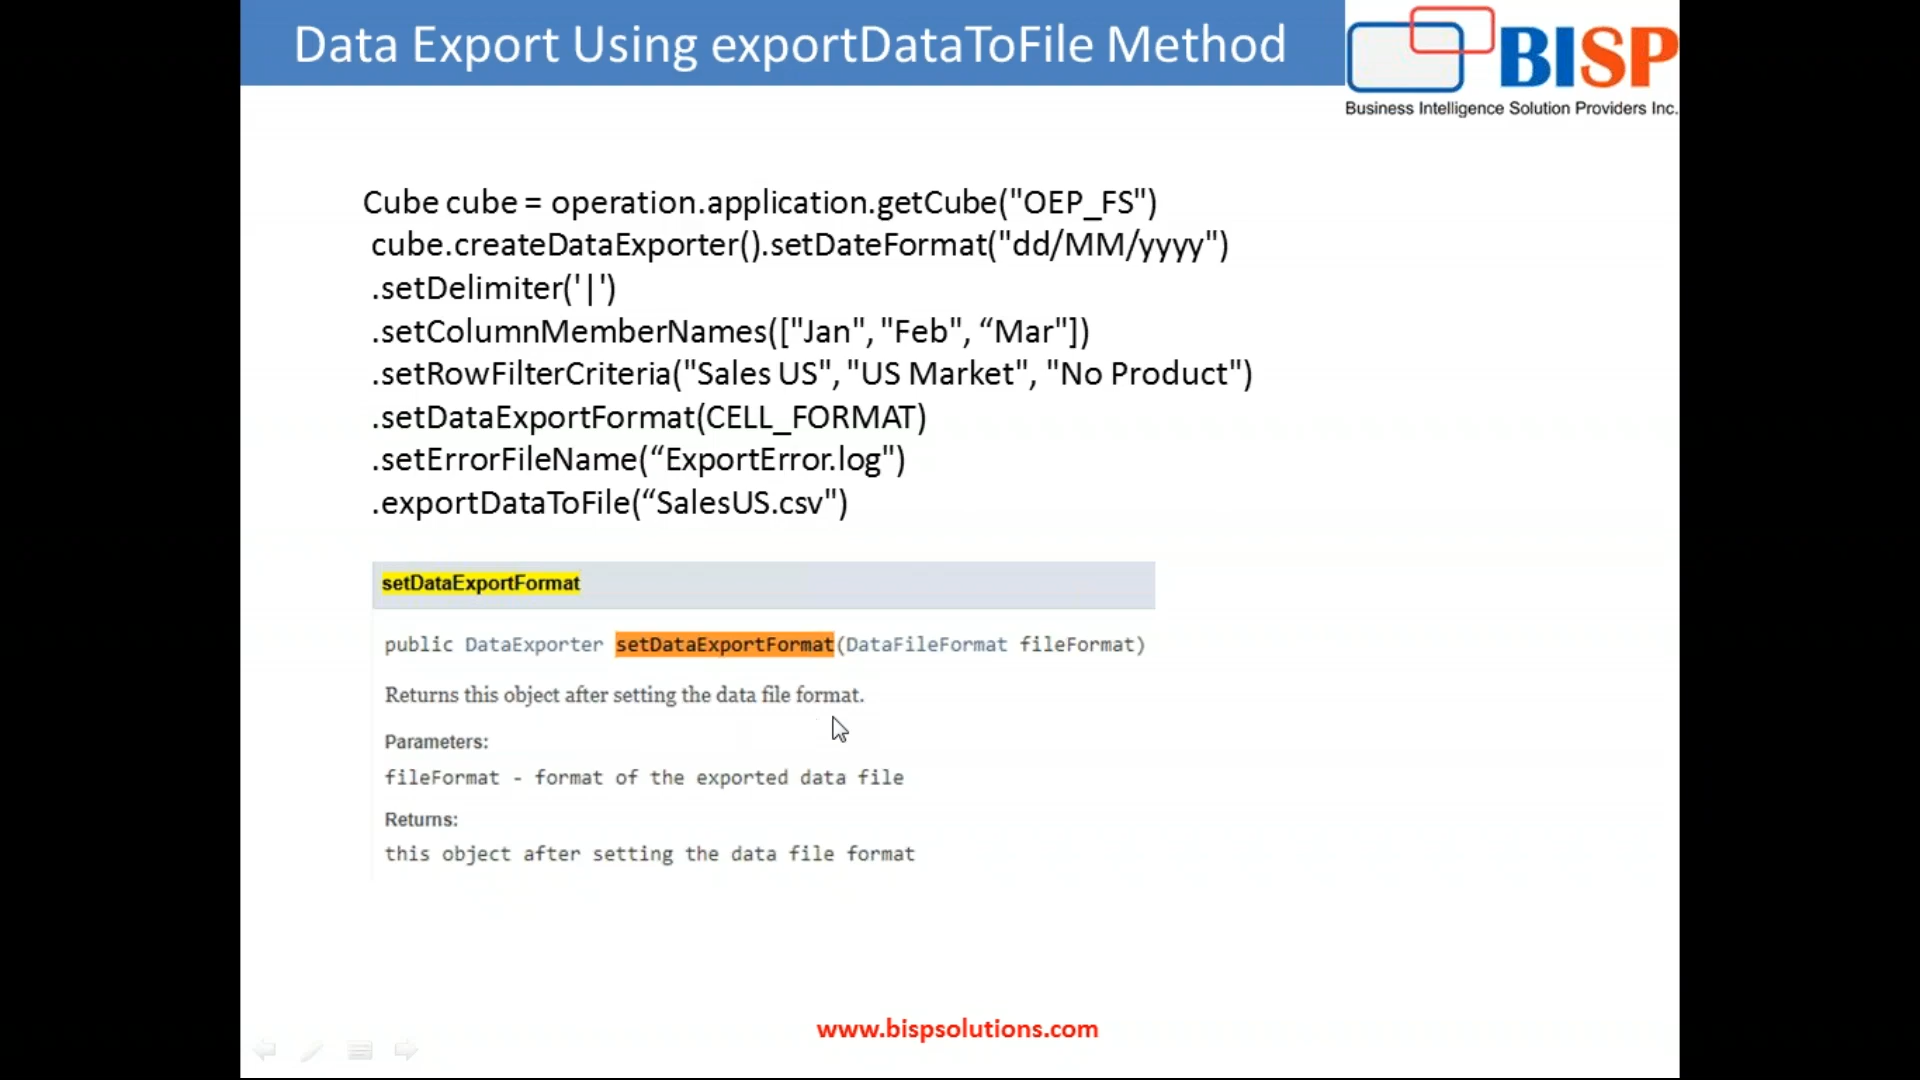 Data Export Using exportDataToFile Method
BISP
Business Intelligence Solution Providers Inc.
Cube cube = operation.application.getCube("OEP_FS")
cube.createDataExporter().setDateFormat("dd/MM/yyyy")
.setDelimiter('|')
.setColumnMemberNames(["Jan", "Feb", “Mar"])
.setRowFilterCriteria("Sales US", "US Market", "No Product")
.setDataExportFormat(CELL_FORMAT)
.setErrorFileName(“ExportError.log")
.exportDataToFile(“SalesUS.csv")
setDataExportFormat
public DataExporter setDataExportFormat(DataFileFormat fileFormat)
Returns this object after setting the data file format.
Parameters:
fileFormat - format of the exported data file
Returns:
this object after setting the data file format
www.bispsolutions.com